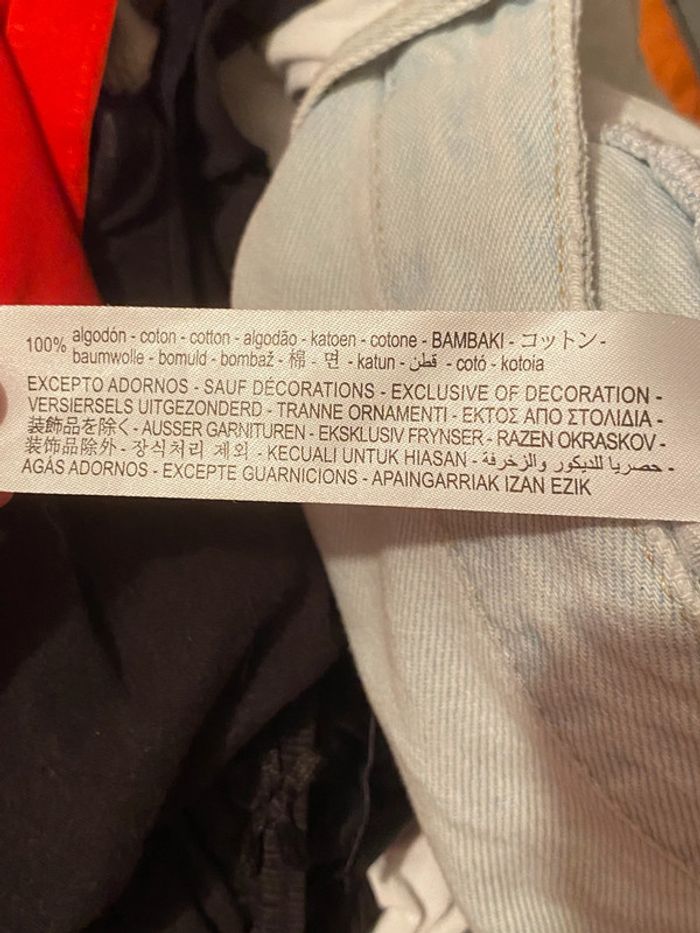 100% algodón - coton - cotton - algodão - katoen - cotone - BAMBAKI - コットン -
baumwolle - bomuld - bombaž - 棉 - 면 - katun - قطن - cotó - kotoia
EXCEPTO ADORNOS - SAUF DÉCORATIONS - EXCLUSIVE OF DECORATION -
VERSIERSELS UITGEZONDERD - TRANNE ORNAMENTI - ΕΚΤΟΣ ΑΠΟ ΣΤΟΛΙΔΙΑ -
装飾品を除く - AUSSER GARNITUREN - EKSKLUSIV FRYNSER - RAZEN OKRASKOV -
装饰品除外 - 장식처리 제외 - KECUALI UNTUK HIASAN - حصريا للديكور والزخرفة -
AGÁS ADORNOS - EXCEPTE GUARNICIONS - APAINGARRIAK IZAN EZIK